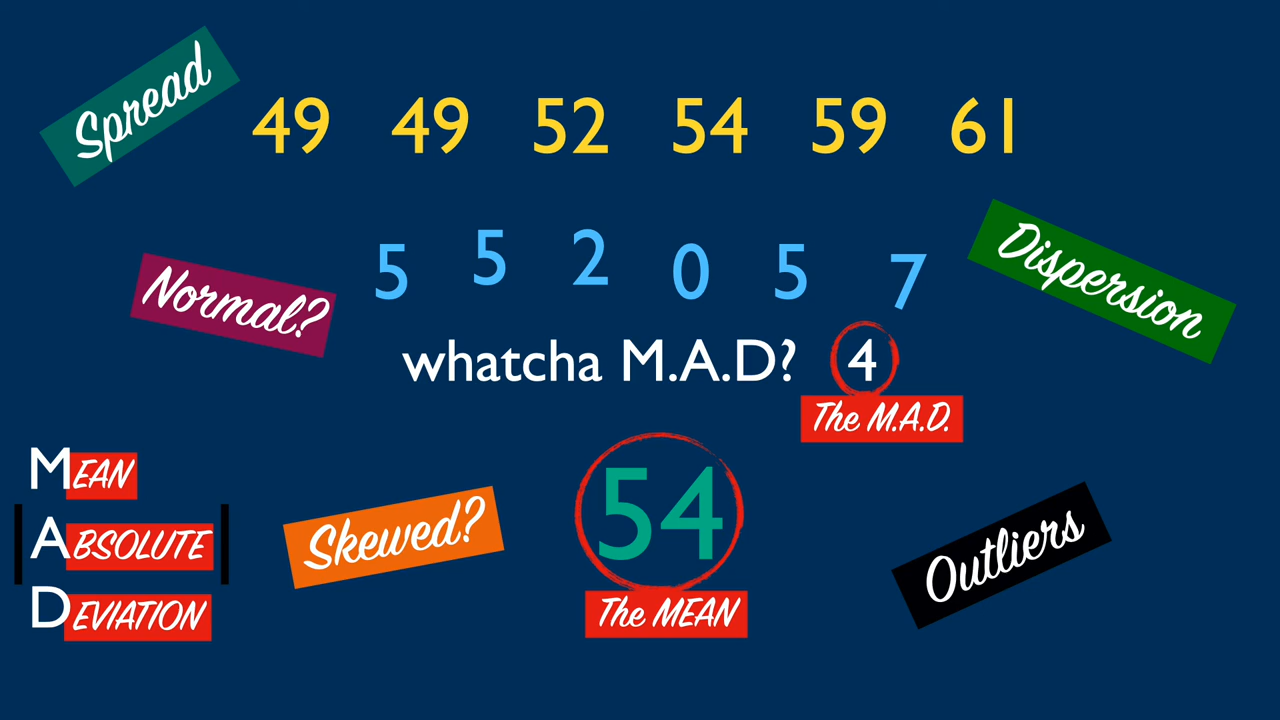 Spread
49 49 52 54 59 61
5 5 2 0 5 7
Normal?
Dispersion
whatcha M.A.D? 4
The M.A.D.
MEAN
|ABSOLUTE|
DEVIATION
Skewed?
54
The MEAN
Outliers